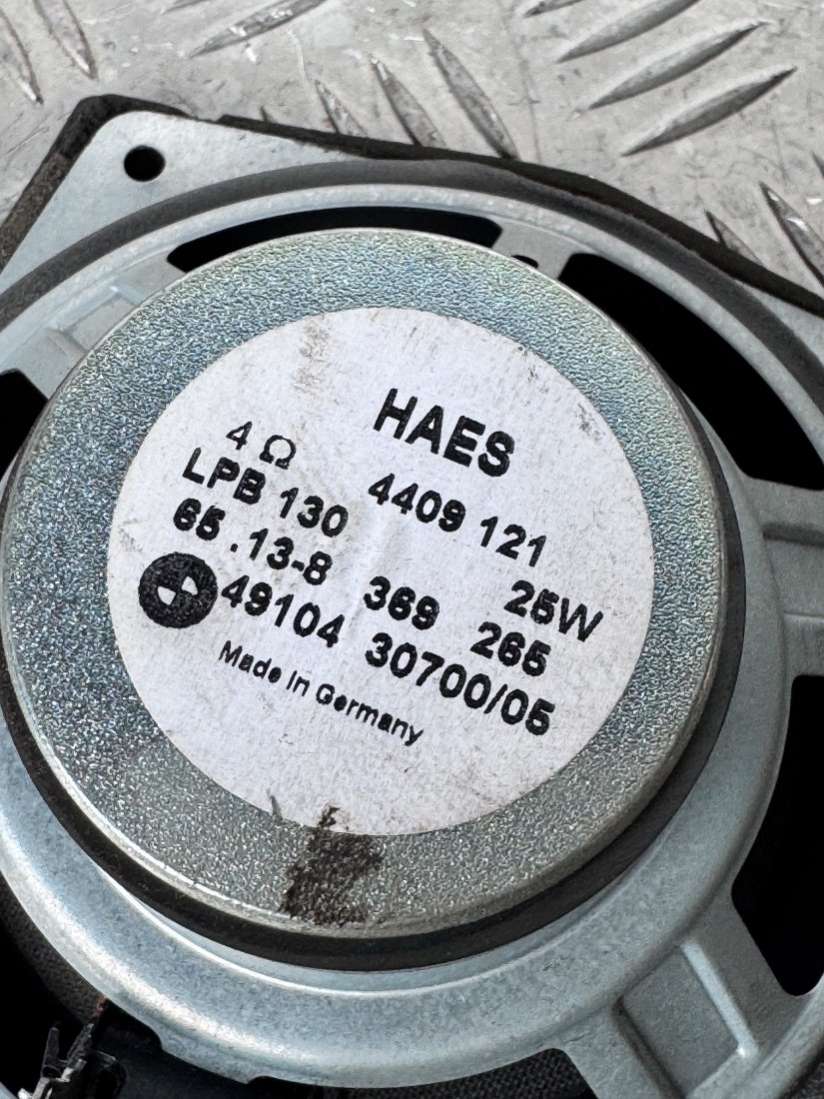 HAES
4 Ω
LPB 130 4409 121
65 .13-8 369 265 25W
49104 30700/05
Made in Germany